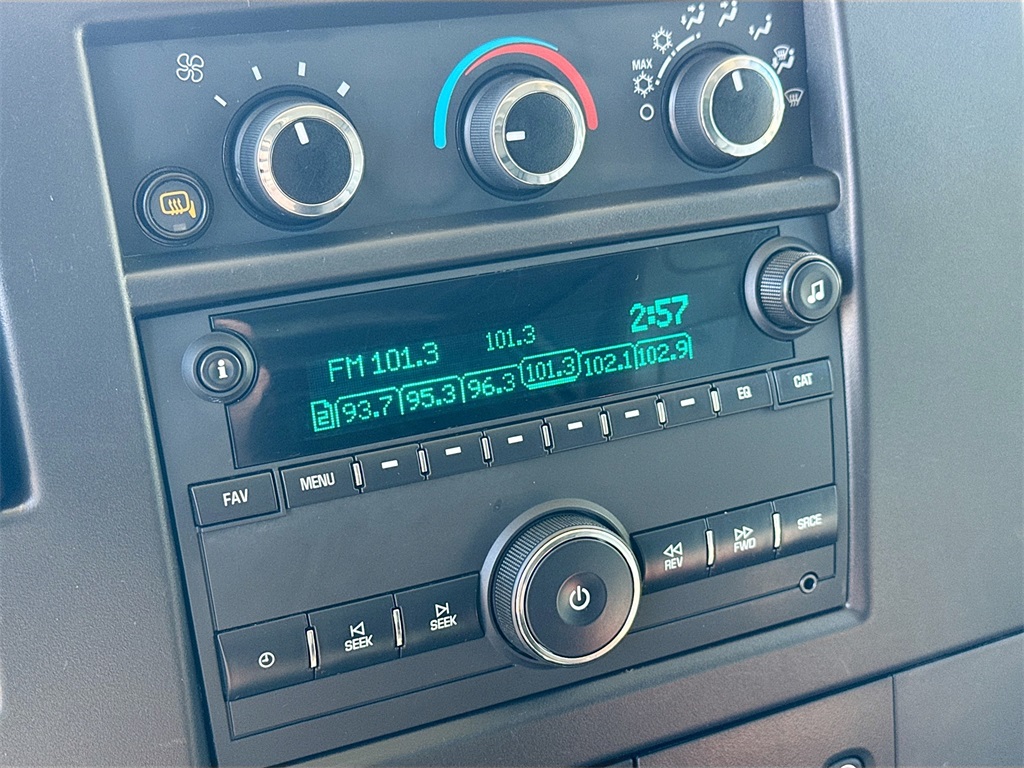 MAX
2:57
FM 101.3 101.3
2 93.7 95.3 96.3 101.3 102.1 102.9
i
FAV MENU EQ CAT
REV FWD SRCE
SEEK SEEK